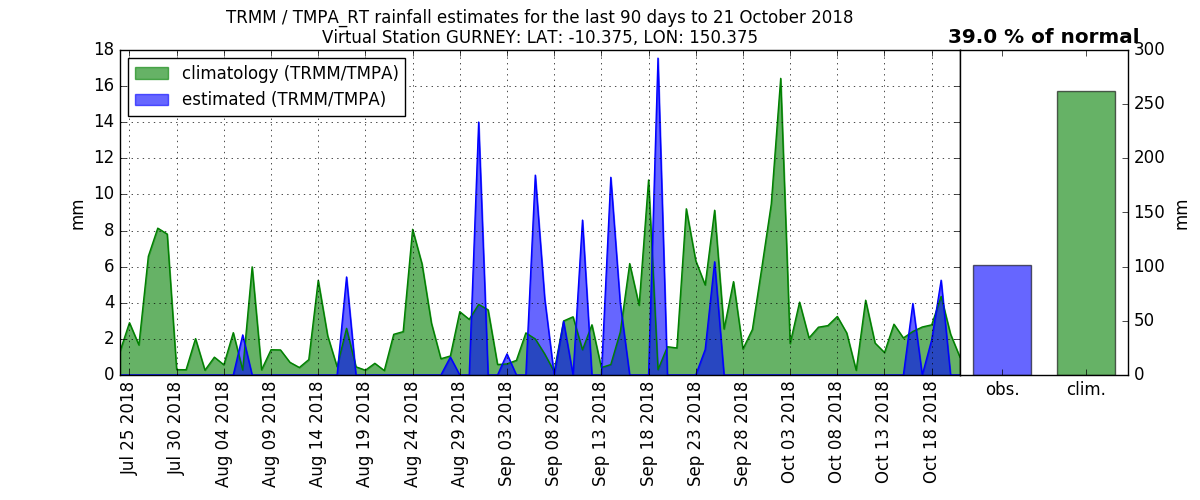 TRMM / TMPA_RT rainfall estimates for the last 90 days to 21 October 2018
Virtual Station GURNEY: LAT: -10.375, LON: 150.375
39.0 % of normal
climatology (TRMM/TMPA)
estimated (TRMM/TMPA)
mm
18
16
14
12
10
8
6
4
2
0
300
250
200
150
100
50
0
mm
Jul 25 2018
Jul 30 2018
Aug 04 2018
Aug 09 2018
Aug 14 2018
Aug 19 2018
Aug 24 2018
Aug 29 2018
Sep 03 2018
Sep 08 2018
Sep 13 2018
Sep 18 2018
Sep 23 2018
Sep 28 2018
Oct 03 2018
Oct 08 2018
Oct 13 2018
Oct 18 2018
obs.
clim.